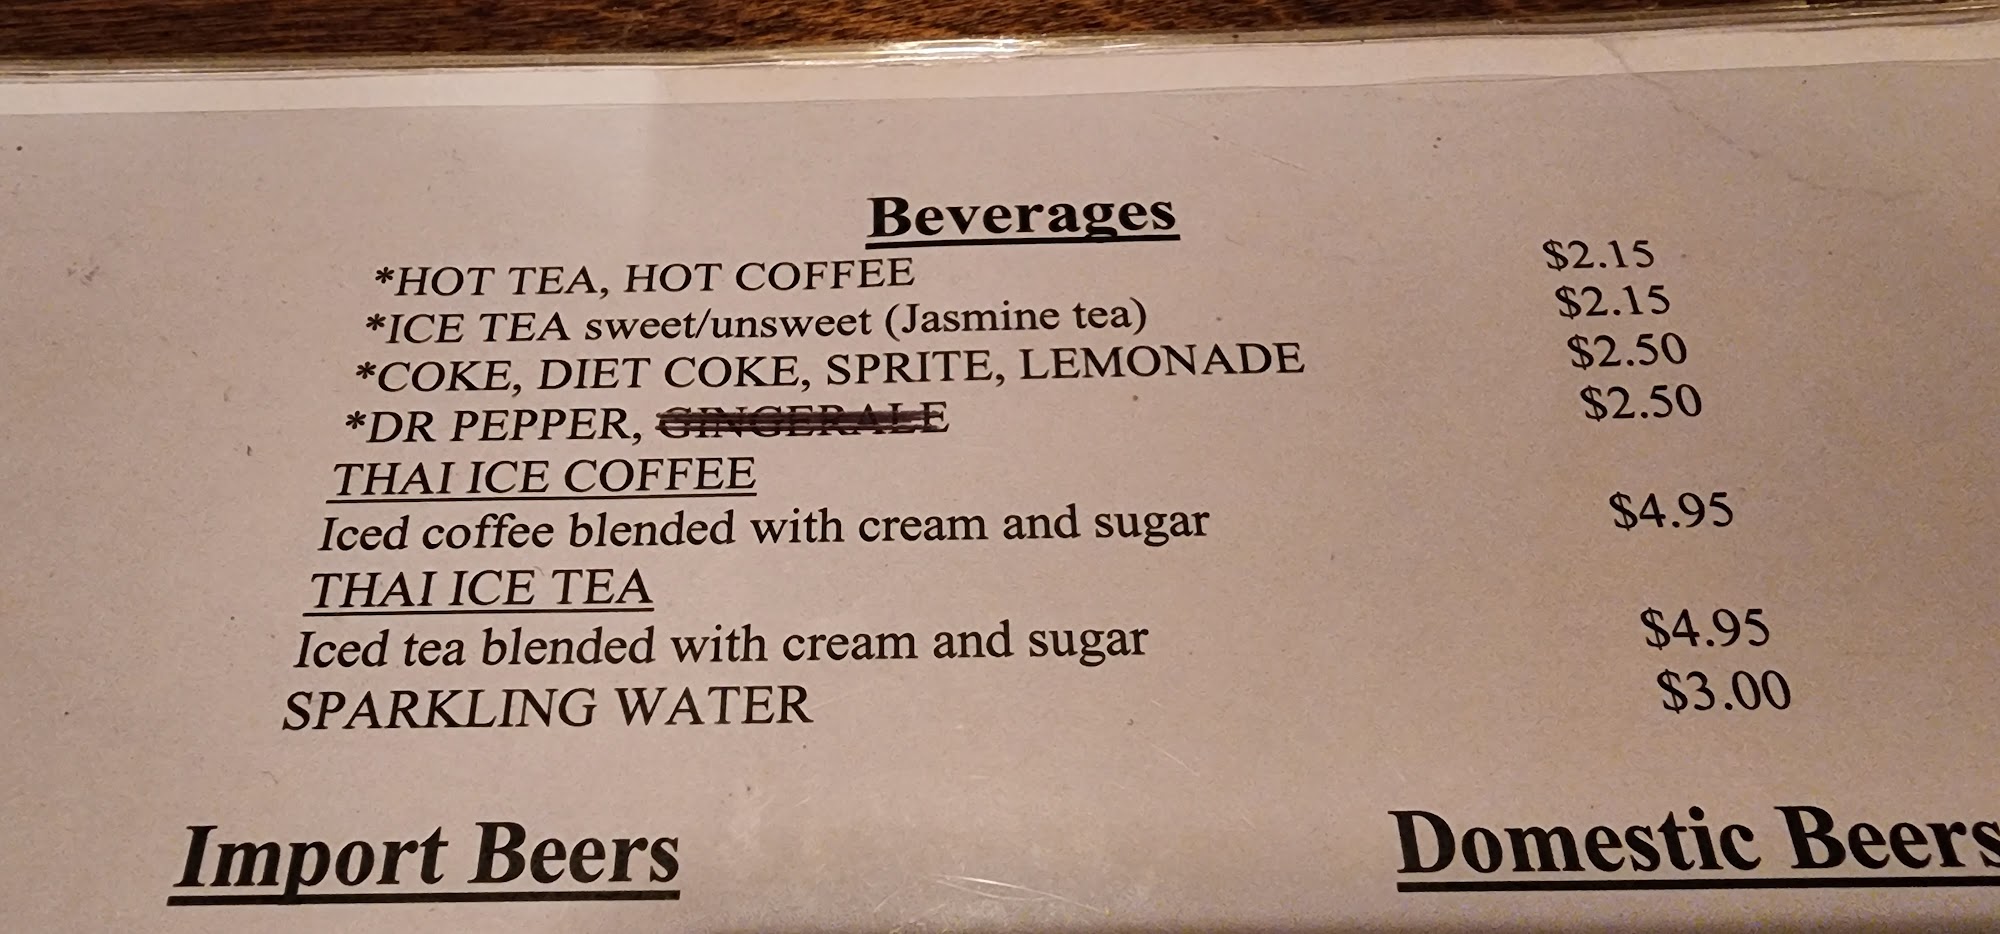 Beverages
*HOT TEA, HOT COFFEE $2.15
*ICE TEA sweet/unsweet (Jasmine tea) $2.15
*COKE, DIET COKE, SPRITE, LEMONADE $2.50
*DR PEPPER, GINGERALE $2.50
THAI ICE COFFEE
Iced coffee blended with cream and sugar $4.95
THAI ICE TEA
Iced tea blended with cream and sugar $4.95
SPARKLING WATER $3.00
Import Beers Domestic Beers